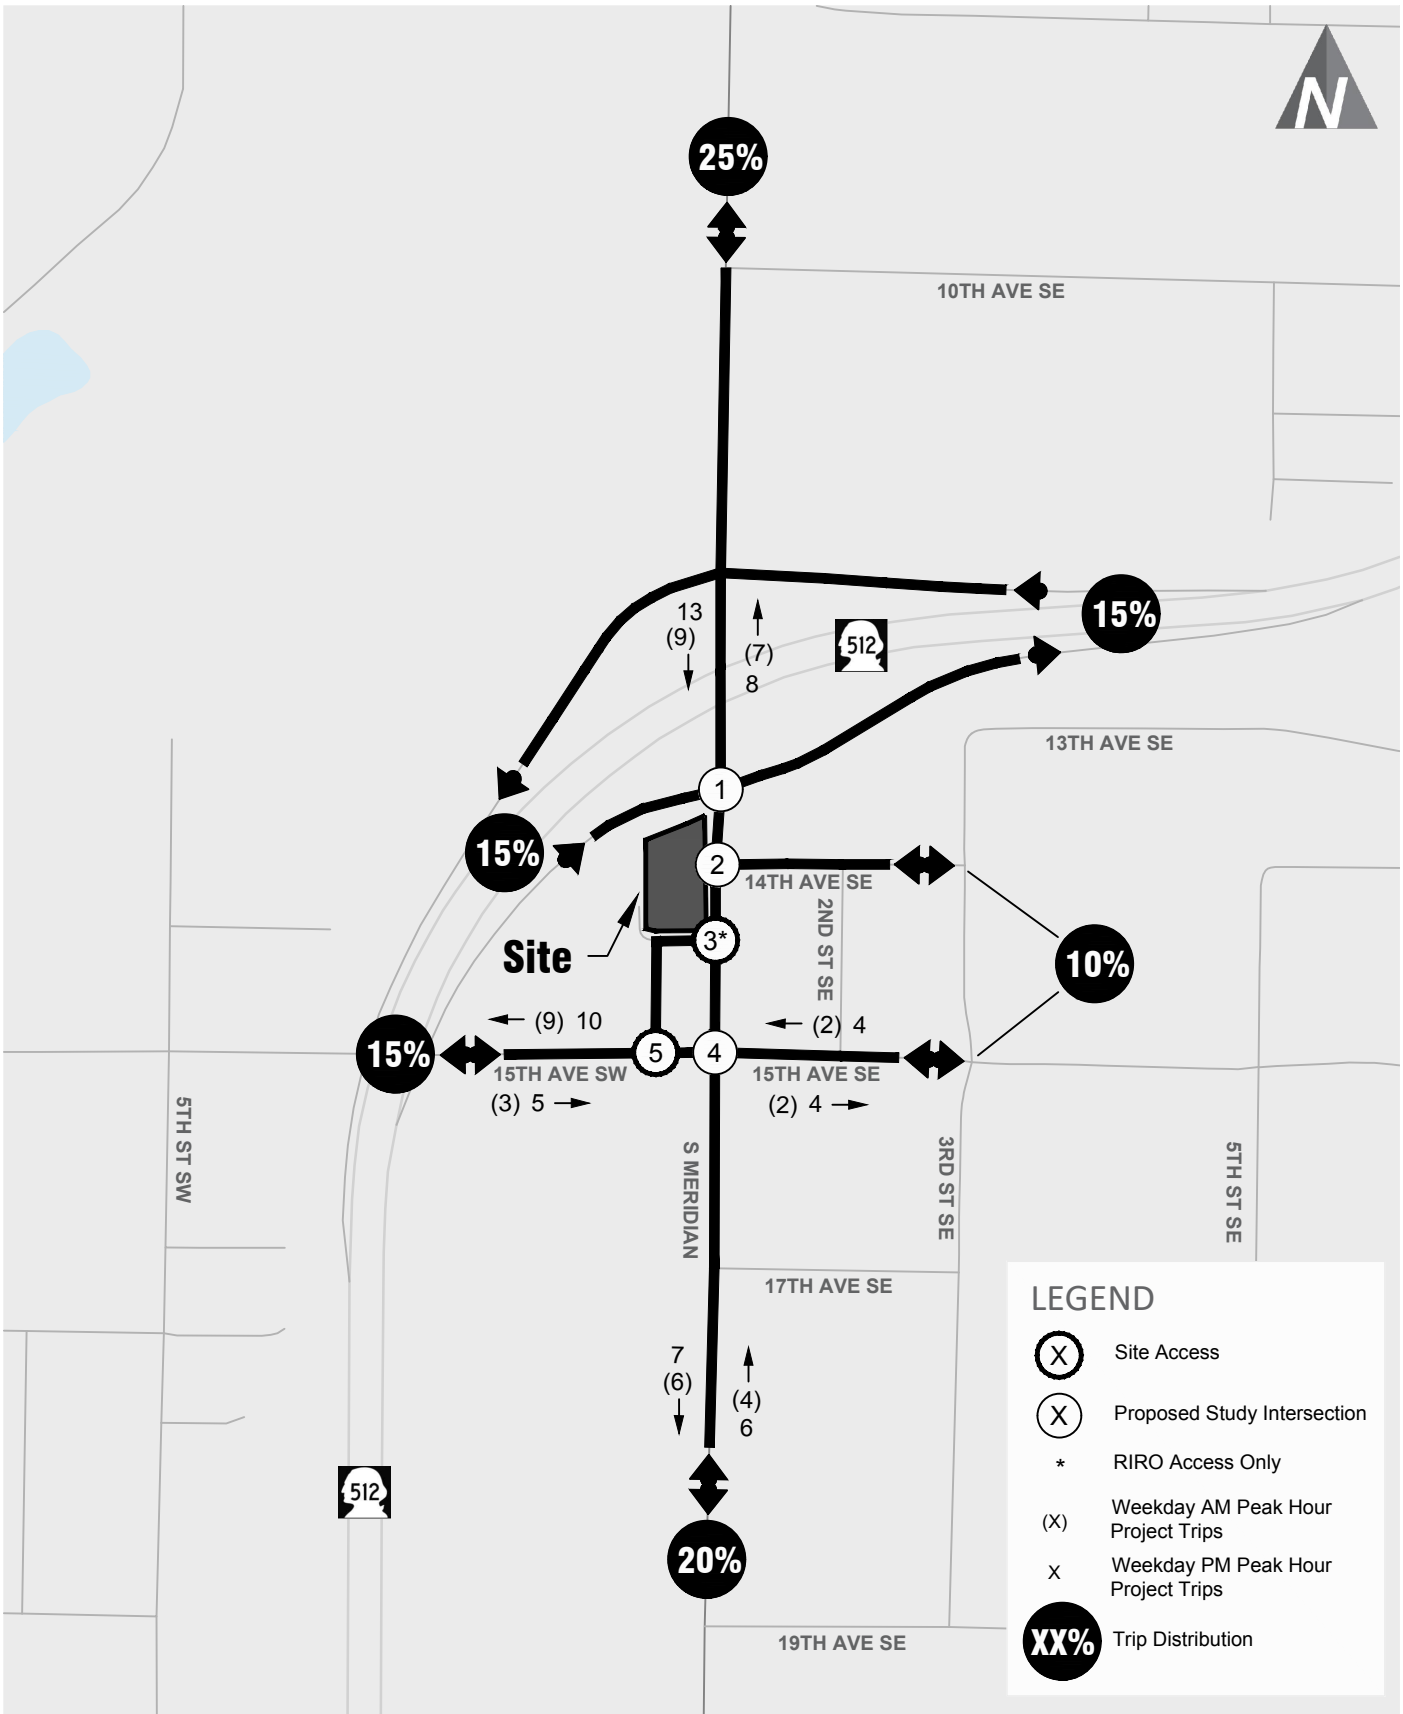 N
25%
10TH AVE SE
15%
13
(9)
(7)
8
512
13TH AVE SE
1
15%
2
14TH AVE SE
2ND ST SE
3*
Site
10%
(9) 10
(2) 4
15%
5
4
15TH AVE SW
15TH AVE SE
(3) 5
(2) 4
5TH ST SW
S MERIDIAN
3RD ST SE
5TH ST SE
17TH AVE SE
7
(6)
(4)
6
512
20%
19TH AVE SE
LEGEND
X Site Access
X Proposed Study Intersection
* RIRO Access Only
(X) Weekday AM Peak Hour
Project Trips
X Weekday PM Peak Hour
Project Trips
XX% Trip Distribution